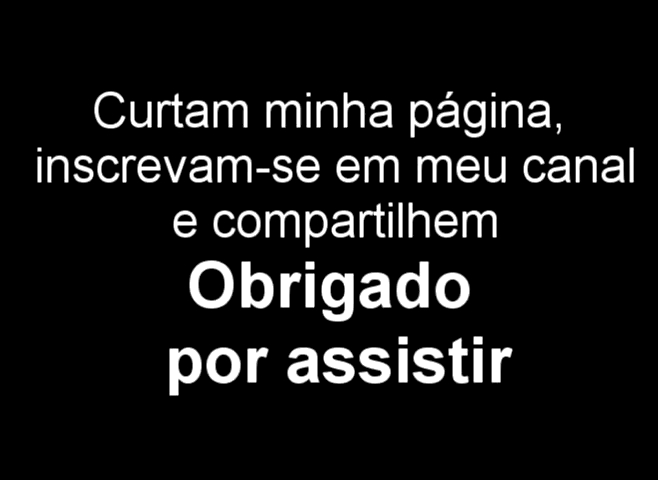 Curtam minha página,
inscrevam-se em meu canal
e compartilhem
Obrigado
por assistir